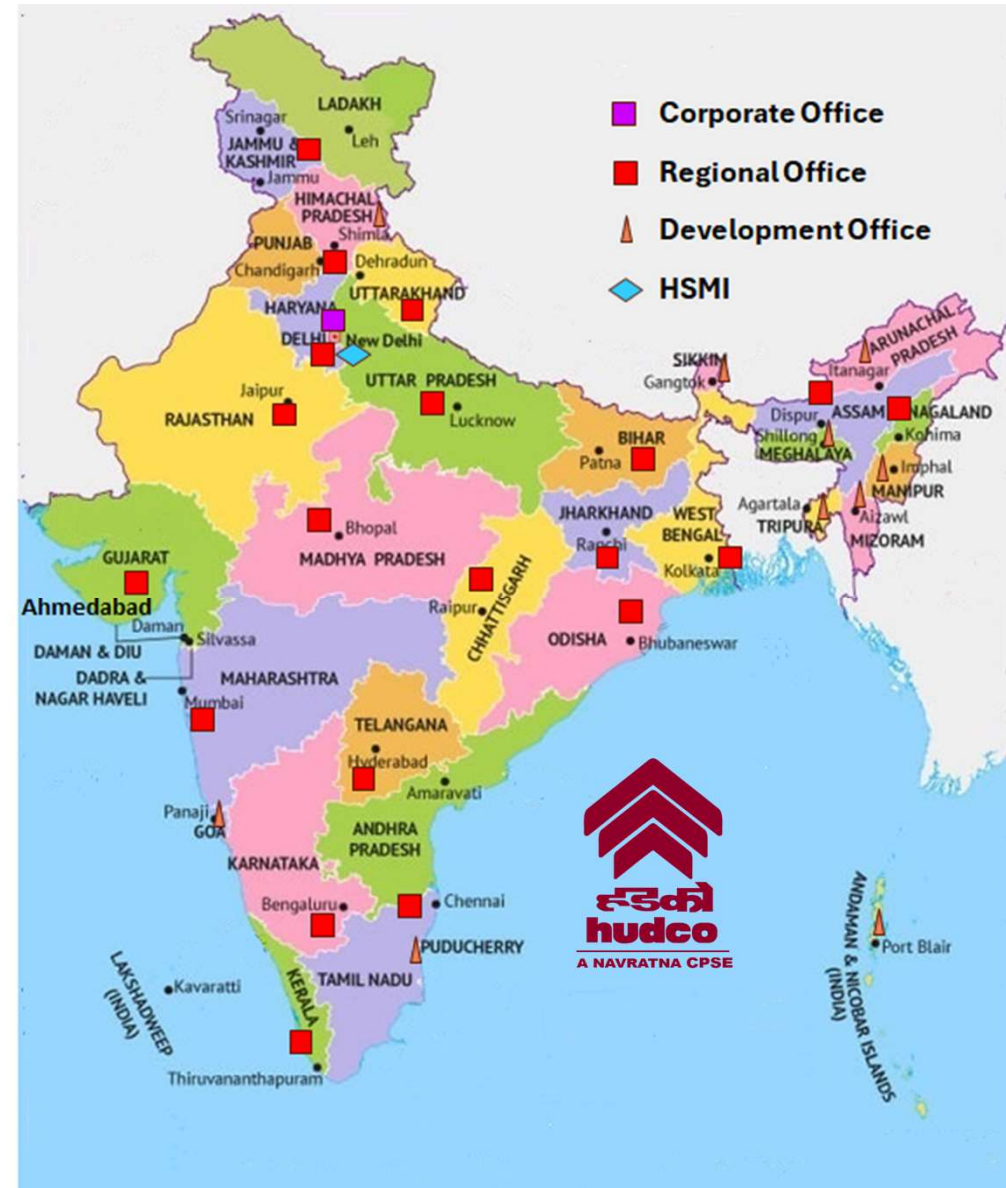 LADAKH
Srinagar
Leh
JAMMU &
KASHMIR
Jammu
HIMACHAL
PRADESH
Shimla
PUNJAB
Chandigarh
Dehradun
UTTARAKHAND
HARYANA
DELHI
New Delhi
UTTAR PRADESH
Lucknow
Jaipur
RAJASTHAN
Corporate Office
Regional Office
Development Office
HSMI
ARUNACHAL
PRADESH
SIKKIM
Gangtok
Itanagar
Dispur
ASSAM
NAGALAND
Shillong
MEGHALAYA
Kohima
Imphal
MANIPUR
Agartala
TRIPURA
Aizawl
MIZORAM
BIHAR
Patna
JHARKHAND
Ranchi
WEST
BENGAL
Kolkata
Bhopal
MADHYA PRADESH
GUJARAT
Ahmedabad
Daman
Silvassa
DAMAN & DIU
DADRA &
NAGAR HAVELI
Raipur
CHHATTISGARH
ODISHA
Bhubaneswar
MAHARASHTRA
Mumbai
TELANGANA
Hyderabad
Amaravati
Panaji
GOA
ANDHRA
PRADESH
KARNATAKA
Bengaluru
Chennai
PUDUCHERRY
TAMIL NADU
KERALA
Thiruvananthapuram
LAKSHADWEEP
(INDIA)
Kavaratti
हडको
hudco
A NAVRATNA CPSE
ANDAMAN & NICOBAR ISLANDS
(INDIA)
Port Blair